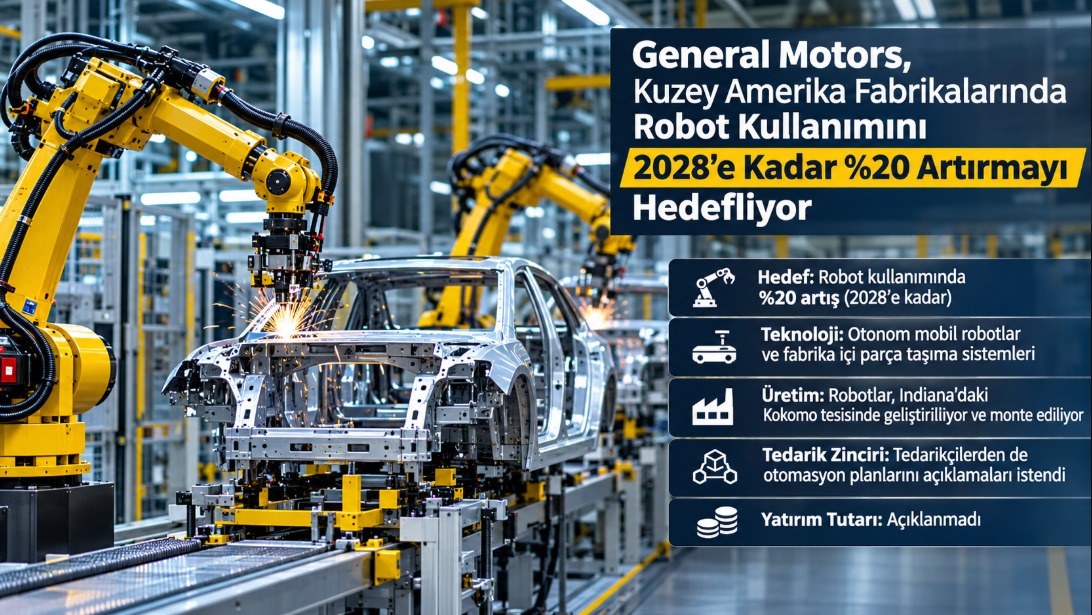 General Motors,
Kuzey Amerika Fabrikalarında
Robot Kullanımını
2028'e Kadar %20 Artırmayı
Hedefliyor
Hedef: Robot kullanımında
%20 artış (2028'e kadar)
Teknoloji: Otonom mobil robotlar
ve fabrika içi parça taşıma sistemleri
Üretim: Robotlar, Indiana'daki
Kokomo tesisinde geliştiriliyor ve monte ediliyor
Tedarik Zinciri: Tedarikçilerden de
otomasyon planlarını açıklamaları istendi
Yatırım Tutarı: Açıklanmadı